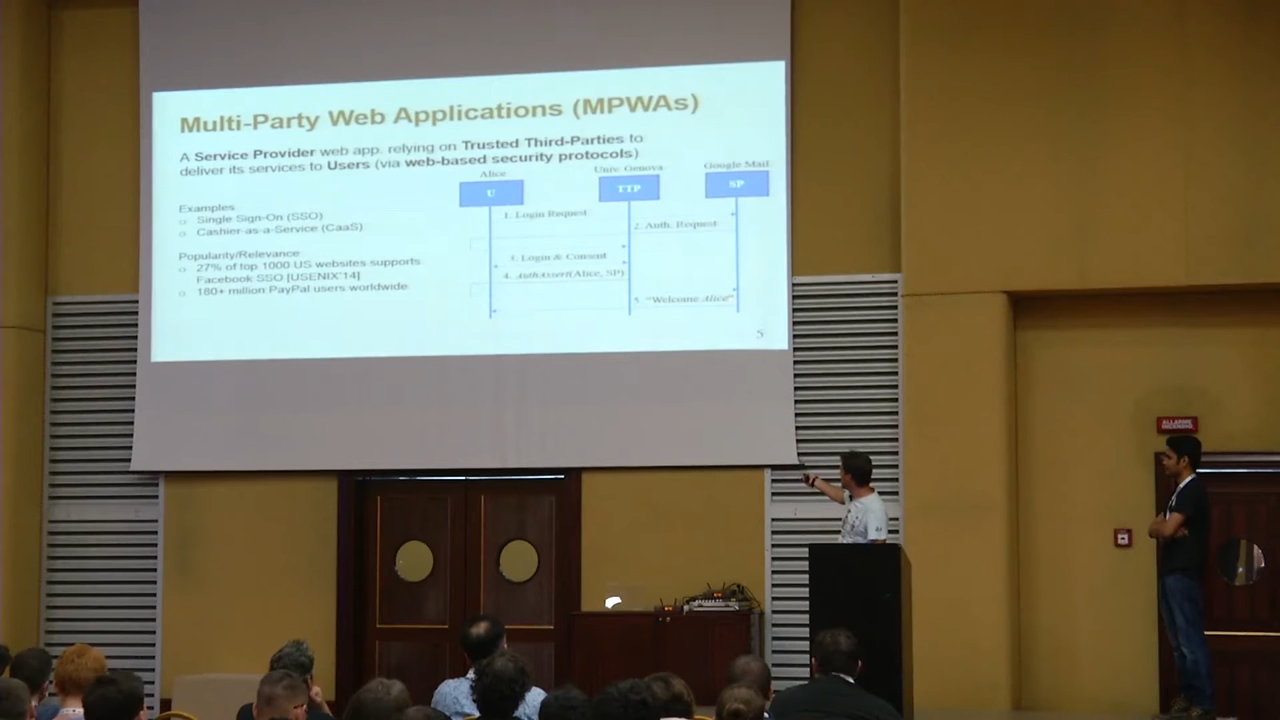 Multi-Party Web Applications (MPWAs)
A Service Provider web app. relying on Trusted Third-Parties to
deliver its services to Users (via web-based security protocols)
Examples
Single Sign-On (SSO)
Cashier-as-a-Service (CaaS)
Popularity/Relevance
27% of top 1000 US websites supports
Facebook SSO [USENIX'14]
180+ million PayPal users worldwide
Alice
Univ. Genova
Google Mail
U
TTP
SP
1. Login Request
2. Auth. Request
3. Login & Consent
4. AuthAssert(Alice, SP)
5. "Welcome Alice"
5
ALLARME
INCENDIO